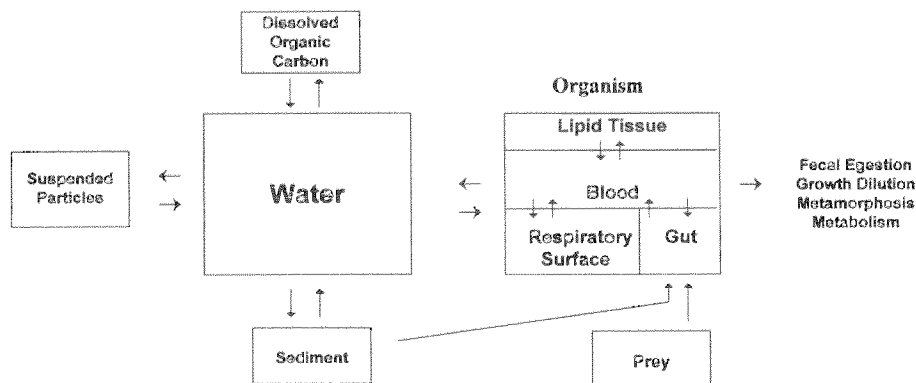 Dissolved
Organic
Carbon
Organism
Lipid Tissue
Suspended
Particles
Water
Blood
Fecal Egestion
Growth Dilution
Metamorphosis
Metabolism
Respiratory
Surface
Gut
Sediment
Prey